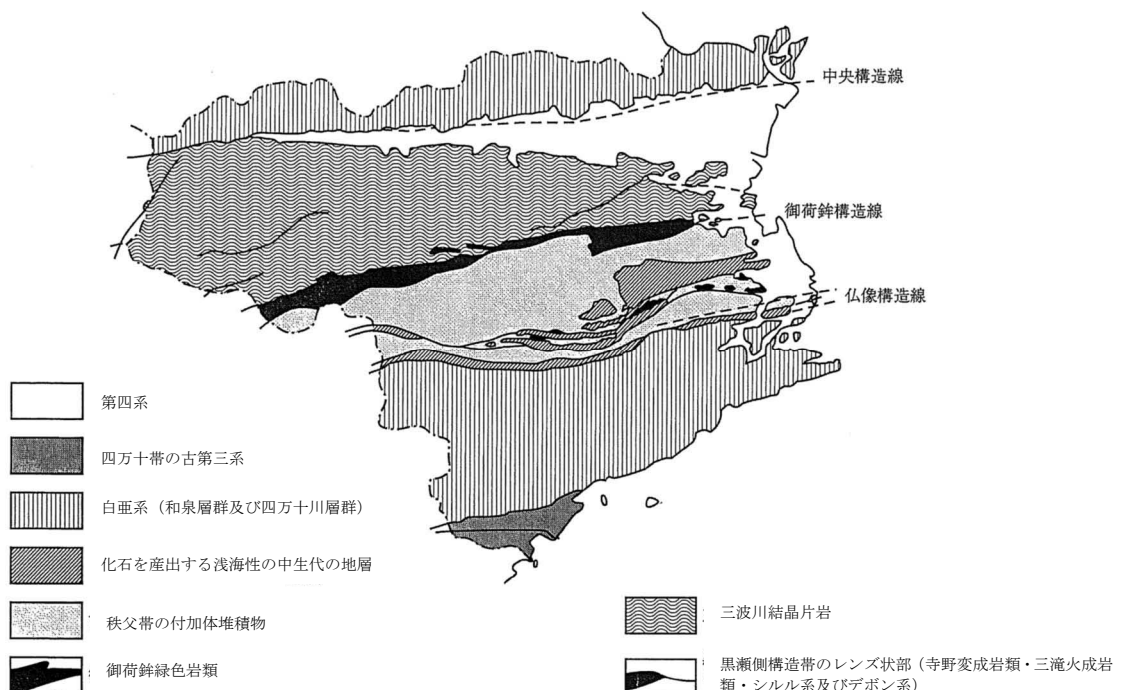 中央構造線
御荷鉾構造線
仏像構造線
第四系
四万十帯の古第三系
白亜系（和泉層群及び四万十川層群）
化石を産出する浅海性の中生代の地層
秩父帯の付加体堆積物
御荷鉾緑色岩類
三波川結晶片岩
黒瀬側構造帯のレンズ状部（寺野変成岩類・三滝火成岩
類・シルル系及びデボン系）